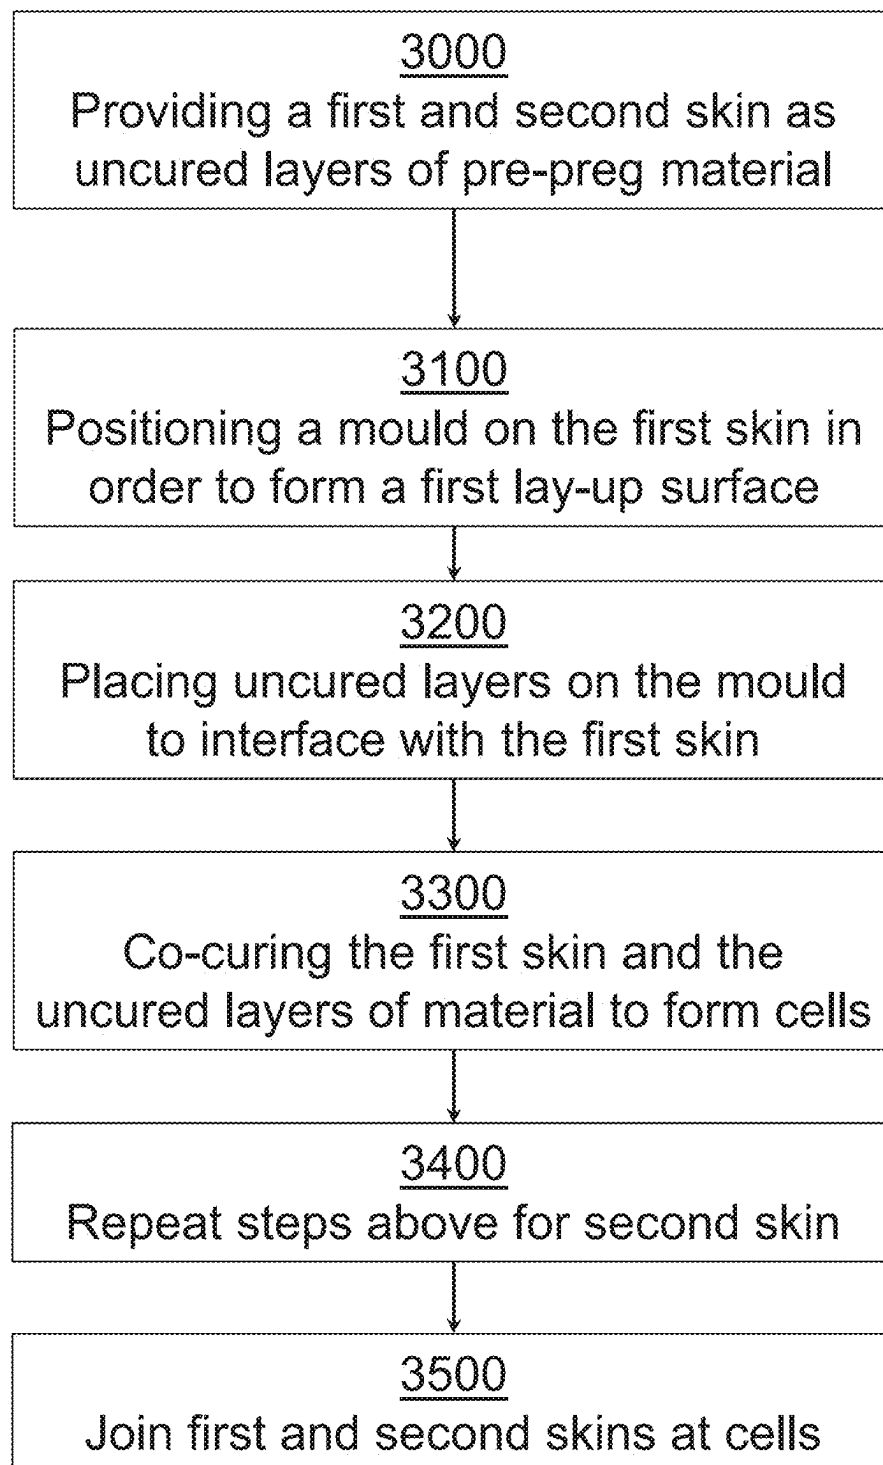 3000
Providing a first and second skin as
uncured layers of pre-preg material
3100
Positioning a mould on the first skin in
order to form a first lay-up surface
3200
Placing uncured layers on the mould
to interface with the first skin
3300
Co-curing the first skin and the
uncured layers of material to form cells
3400
Repeat steps above for second skin
3500
Join first and second skins at cells